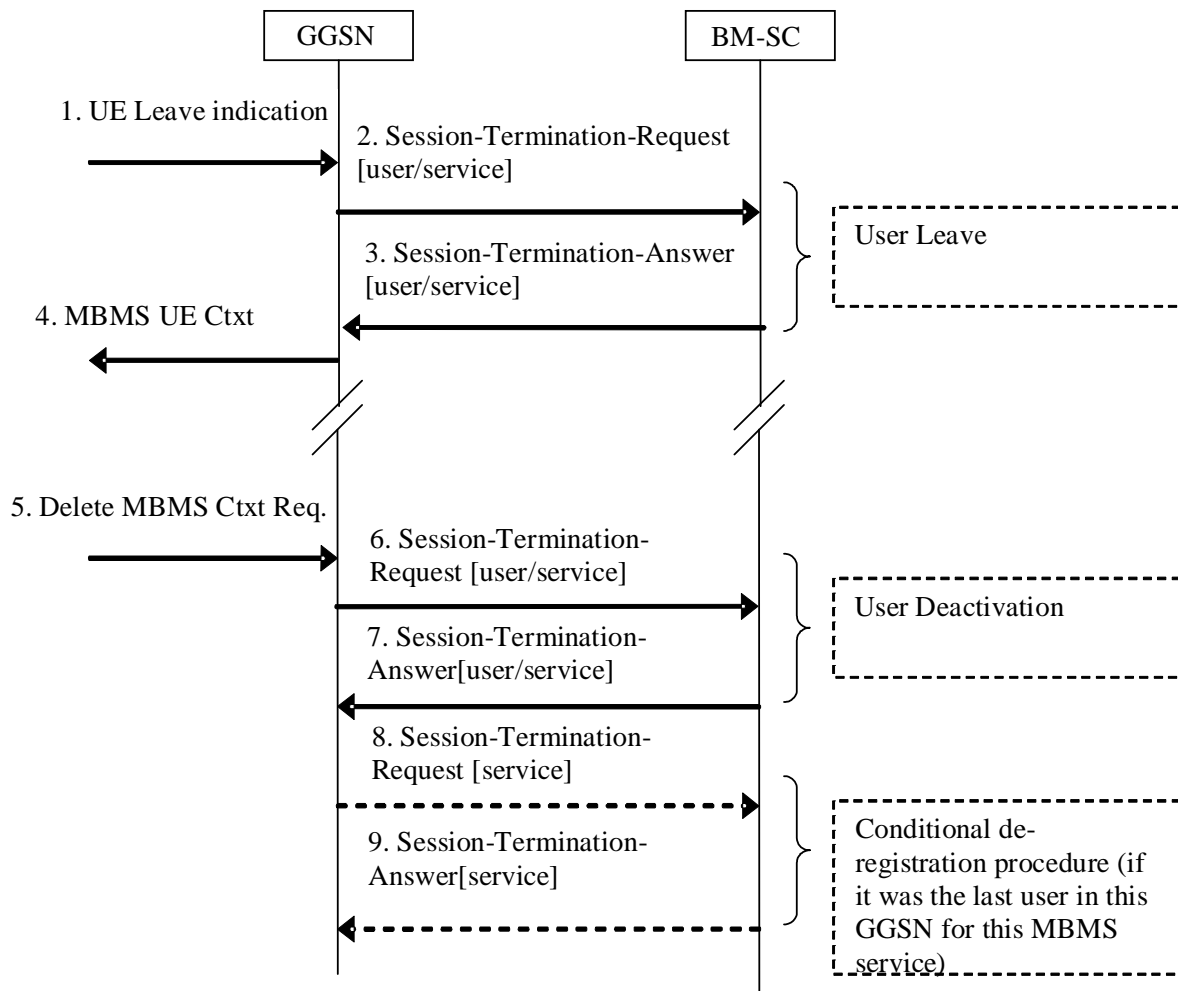 GGSN
BM-SC
1. UE Leave indication
2. Session-Termination-Request
[user/service]
3. Session-Termination-Answer
[user/service]
User Leave
4. MBMS UE Ctxt
5. Delete MBMS Ctxt Req.
6. Session-Termination-
Request [user/service]
7. Session-Termination-
Answer[user/service]
User Deactivation
8. Session-Termination-
Request [service]
9. Session-Termination-
Answer[service]
Conditional de-
registration procedure (if
it was the last user in this
GGSN for this MBMS
service)